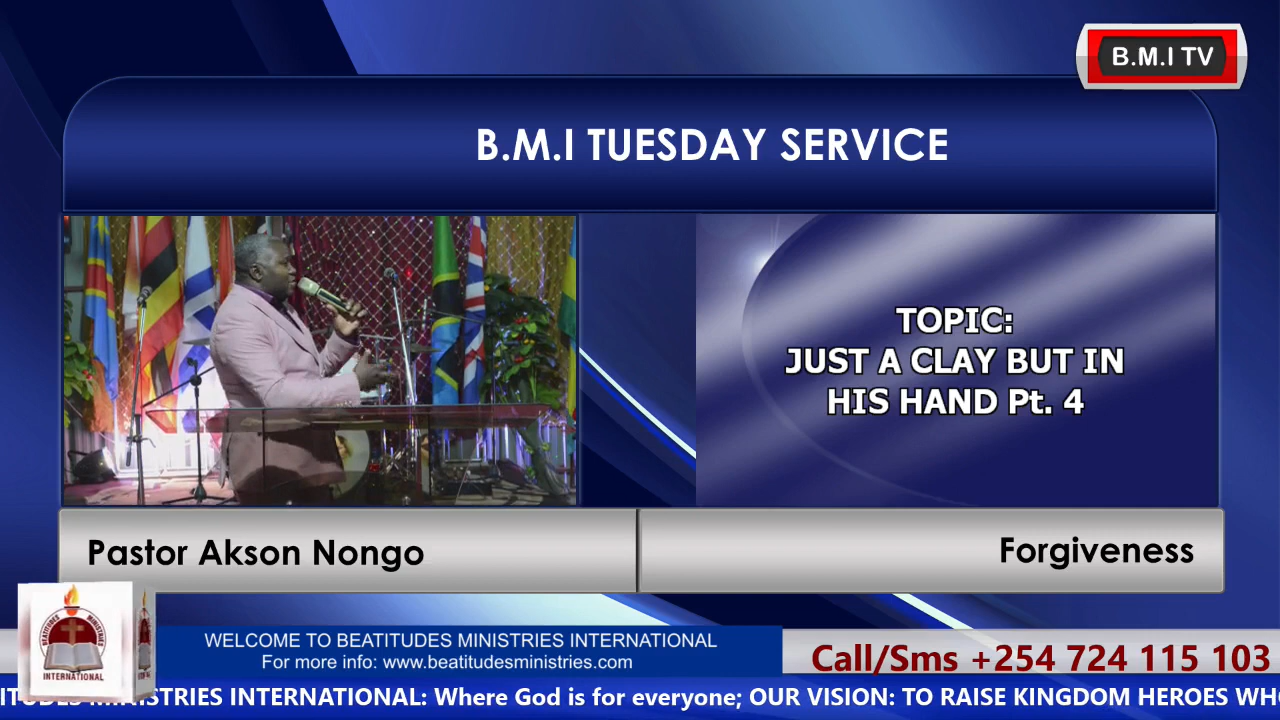 B.M.I TV
B.M.I TUESDAY SERVICE
TOPIC:
JUST A CLAY BUT IN
HIS HAND Pt. 4
Pastor Akson Nongo
Forgiveness
BEATITUDES MINISTRIES
INTERNATIONAL
WELCOME TO BEATITUDES MINISTRIES INTERNATIONAL
For more info: www.beatitudesministries.com
Call/Sms +254 724 115 103
INTERNATIONAL: Where God is for everyone; OUR VISION: TO RAISE KINGDOM HEROES